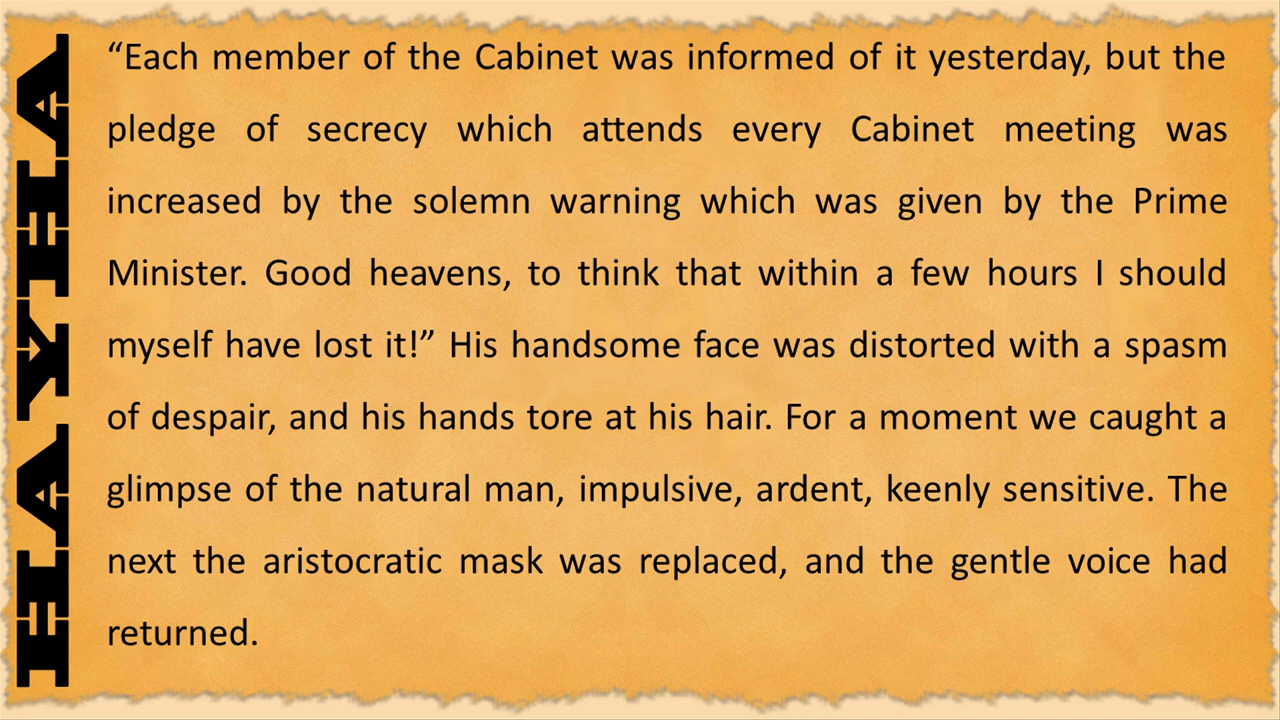 HAYHA
“Each member of the Cabinet was informed of it yesterday, but the
pledge of secrecy which attends every Cabinet meeting was
increased by the solemn warning which was given by the Prime
Minister. Good heavens, to think that within a few hours I should
myself have lost it!” His handsome face was distorted with a spasm
of despair, and his hands tore at his hair. For a moment we caught a
glimpse of the natural man, impulsive, ardent, keenly sensitive. The
next the aristocratic mask was replaced, and the gentle voice had
returned.